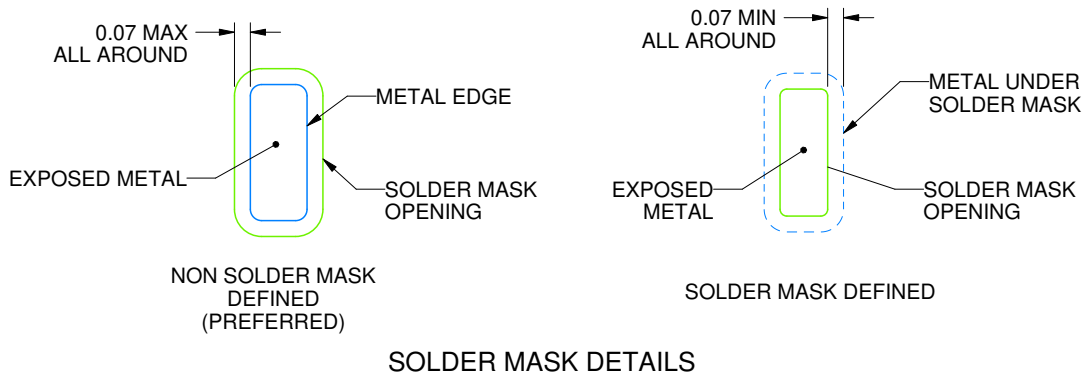 0.07 MAX
ALL AROUND
METAL EDGE
EXPOSED METAL
SOLDER MASK
OPENING
NON SOLDER MASK
DEFINED
(PREFERRED)
0.07 MIN
ALL AROUND
METAL UNDER
SOLDER MASK
EXPOSED
METAL
SOLDER MASK
OPENING
SOLDER MASK DEFINED
SOLDER MASK DETAILS